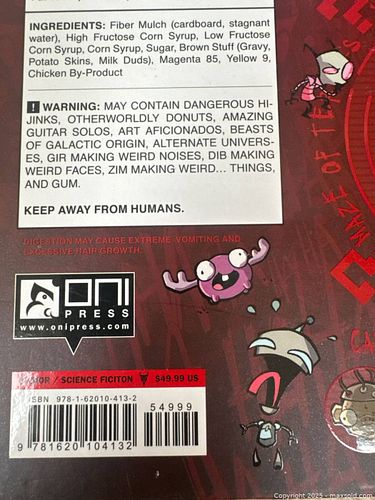 INGREDIENTS: Fiber Mulch (cardboard, stagnant
water), High Fructose Corn Syrup, Low Fructose
Corn Syrup, Corn Syrup, Sugar, Brown Stuff (Gravy,
Potato Skins, Milk Duds), Magenta 85, Yellow 9,
Chicken By-Product
! WARNING: MAY CONTAIN DANGEROUS HI-
JINKS, OTHERWORLDLY DONUTS, AMAZING
GUITAR SOLOS, ART AFICIONADOS, BEASTS
OF GALACTIC ORIGIN, ALTERNATE UNIVERS-
ES, GIR MAKING WEIRD NOISES, DIB MAKING
WEIRD FACES, ZIM MAKING WEIRD... THINGS,
AND GUM.
KEEP AWAY FROM HUMANS.
DIGESTION MAY CAUSE EXTREME VOMITING AND
EXCESSIVE HAIR GROWTH.
MAZE OF
ONI
PRESS
www.onipress.com
/ SCIENCE FICITON $49.99 US
ISBN 978-1-62010-413-2
54999
9 781620 104132
Copyright 2025 - maxsold.com